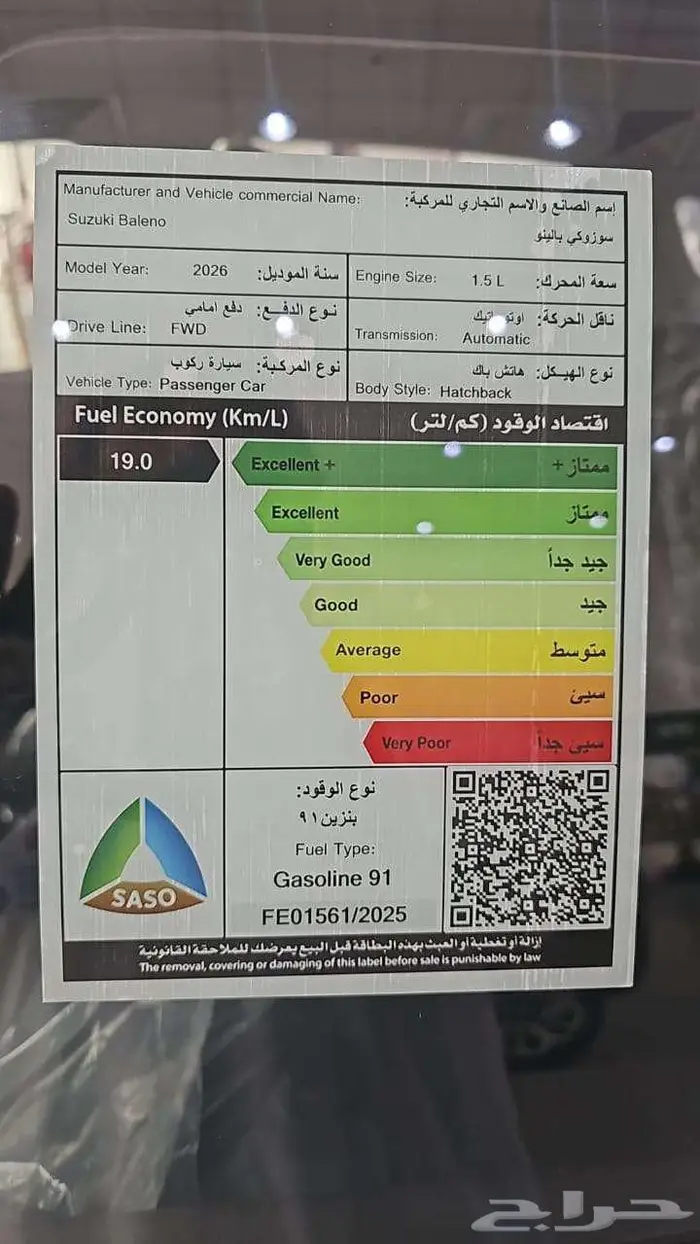 Manufacturer and Vehicle commercial Name: إسم الصانع والاسم التجاري للمركبة:
Suzuki Baleno سوزوكي بالينو
Model Year: 2026 سنة الموديل:
Engine Size: 1.5 L سعة المحرك:
نوع الدفع: دفع امامي
Drive Line: FWD
ناقل الحركة: اوتوماتيك
Transmission: Automatic
نوع المركبة: سيارة ركوب
Vehicle Type: Passenger Car
نوع الهيكل: هاتش باك
Body Style: Hatchback
Fuel Economy (Km/L) اقتصاد الوقود (كم/لتر)
19.0
Excellent + ممتاز +
Excellent ممتاز
Very Good جيد جداً
Good جيد
Average متوسط
Poor سيئ
Very Poor سيئ جداً
SASO
نوع الوقود:
بنزين ٩١
Fuel Type:
Gasoline 91
FE01561/2025
إزالة أو تغطية أو العبث بهذه البطاقة قبل البيع يعرضك للملاحقة القانونية
The removal, covering or damaging of this label before sale is punishable by law
حراج